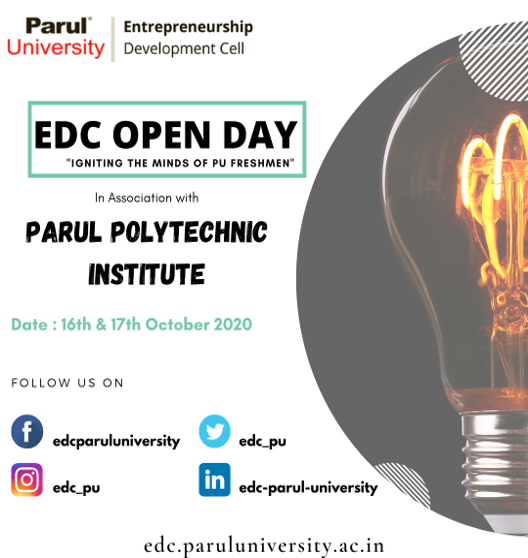 Parul®
University
Entrepreneurship
Development Cell
EDC OPEN DAY
"IGNITING THE MINDS OF PU FRESHMEN"
In Association with
PARUL POLYTECHNIC
INSTITUTE
Date : 16th & 17th October 2020
FOLLOW US ON
edcparuluniversity
edc_pu
edc_pu
edc-parul-university
edc.paruluniversity.ac.in